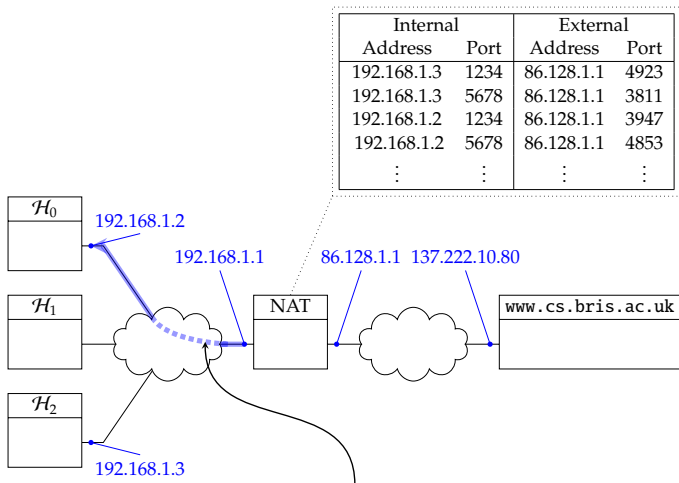 Internal External
Address Port Address Port
192.168.1.3 1234 86.128.1.1 4923
192.168.1.3 5678 86.128.1.1 3811
192.168.1.2 1234 86.128.1.1 3947
192.168.1.2 5678 86.128.1.1 4853
⋮ ⋮ ⋮ ⋮
H0
192.168.1.2
192.168.1.1
86.128.1.1
137.222.10.80
H1
NAT
www.cs.bris.ac.uk
H2
192.168.1.3